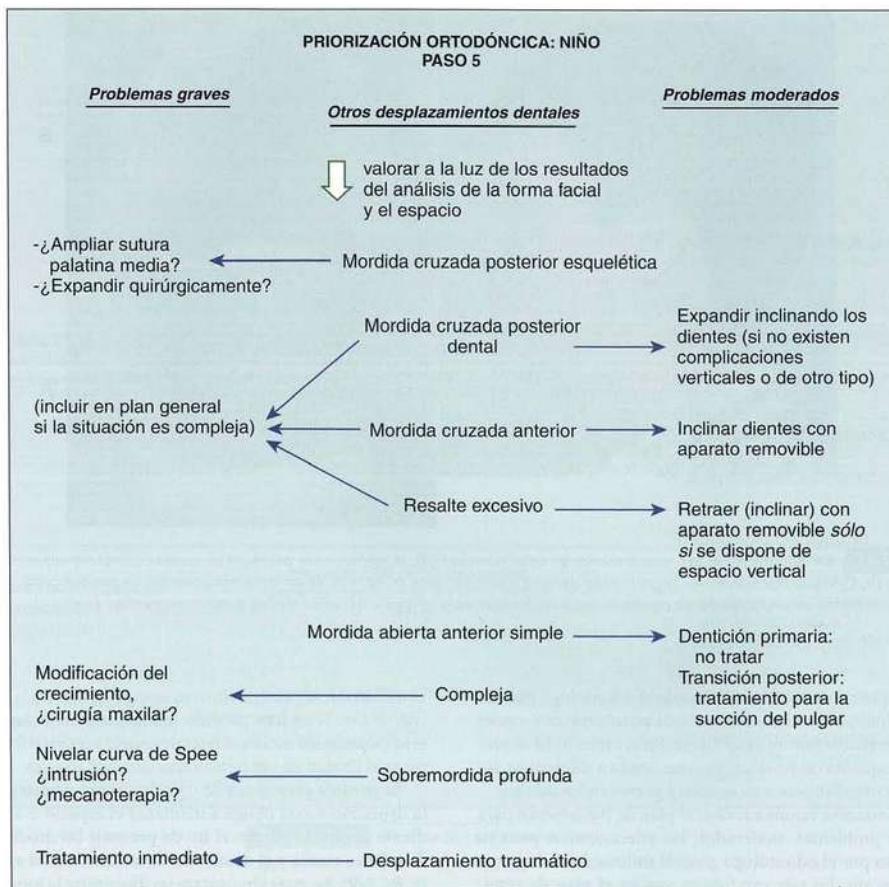 PRIORIZACIÓN ORTODÓNCICA: NIÑO
PASO 5
Problemas graves
Otros desplazamientos dentales
Problemas moderados
valorar a la luz de los resultados
del análisis de la forma facial
y el espacio
-¿Ampliar sutura
palatina media?
-¿Expandir quirúrgicamente?
Mordida cruzada posterior esquelética
Mordida cruzada posterior
dental
Expandir inclinando los
dientes (si no existen
complicaciones
verticales o de otro tipo)
(incluir en plan general
si la situación es compleja)
Mordida cruzada anterior
Inclinar dientes con
aparato removible
Resalte excesivo
Retraer (inclinar) con
aparato removible sólo
si se dispone de
espacio vertical
Mordida abierta anterior simple
Dentición primaria:
no tratar
Transición posterior:
tratamiento para la
succión del pulgar
Modificación del
crecimiento,
¿cirugía maxilar?
Compleja
Nivelar curva de Spee
¿intrusión?
¿mecanoterapia?
Sobremordida profunda
Tratamiento inmediato
Desplazamiento traumático